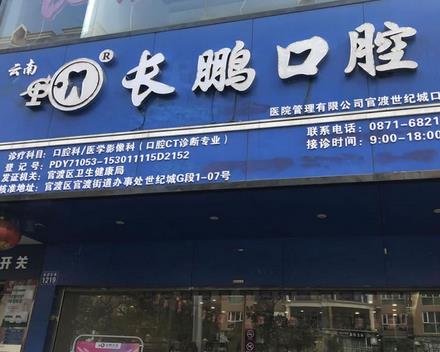 云南
长鹏口腔
医院管理有限公司官渡世纪城口
诊疗科目：口腔科/医学影像科（口腔CT诊断专业）
登 记 号：PDY71053-153011115D2152
发证机关：官渡区卫生健康局
核准地址：官渡区官渡街道办事处世纪城G段1-07号
联系电话：0871-6821
接诊时间：9:00-18:00
开关
1219